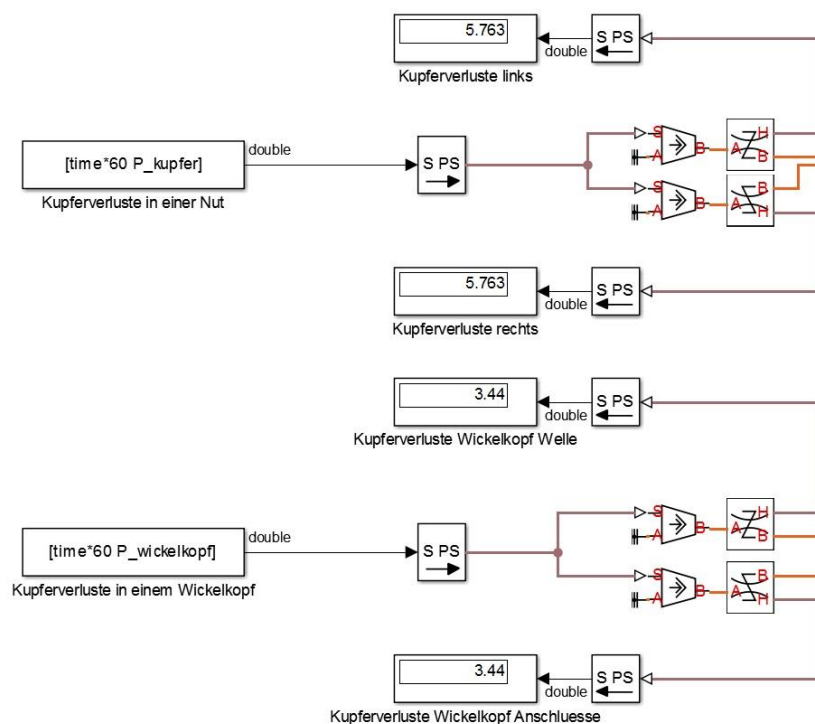 5.763
S PS
double
Kupferverluste links
[time*60 P_kupfer]
double
S PS
S
A
B
A
H
B
S
A
B
A
B
H
Kupferverluste in einer Nut
5.763
S PS
double
Kupferverluste rechts
3.44
S PS
double
Kupferverluste Wickelkopf Welle
[time*60 P_wickelkopf]
double
S PS
S
A
B
A
H
B
S
A
B
A
B
H
Kupferverluste in einem Wickelkopf
3.44
S PS
double
Kupferverluste Wickelkopf Anschluesse